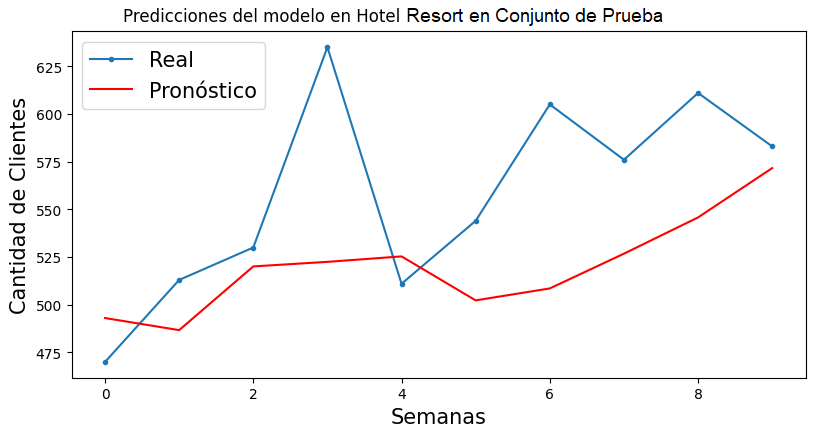 Predicciones del modelo en Hotel Resort en Conjunto de Prueba
Real
Pronóstico
Cantidad de Clientes
625
600
575
550
525
500
475
0 2 4 6 8
Semanas